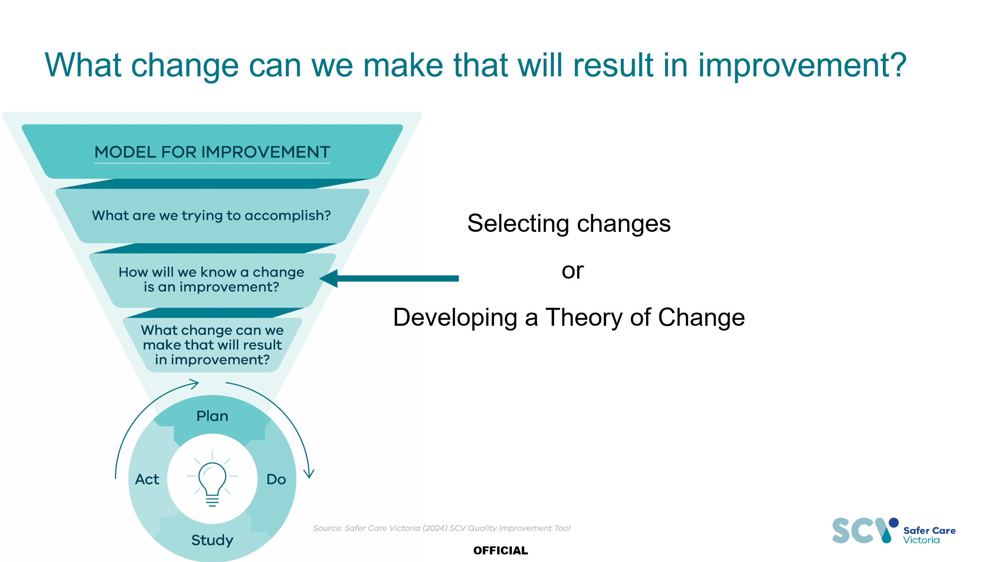 What change can we make that will result in improvement?
MODEL FOR IMPROVEMENT
What are we trying to accomplish?
How will we know a change
is an improvement?
What change can we
make that will result
in improvement?
Plan
Do
Study
Act
Selecting changes
or
Developing a Theory of Change
Source: Safer Care Victoria (2024) SCV Quality Improvement Tool
OFFICIAL
SCV
Safer Care
Victoria